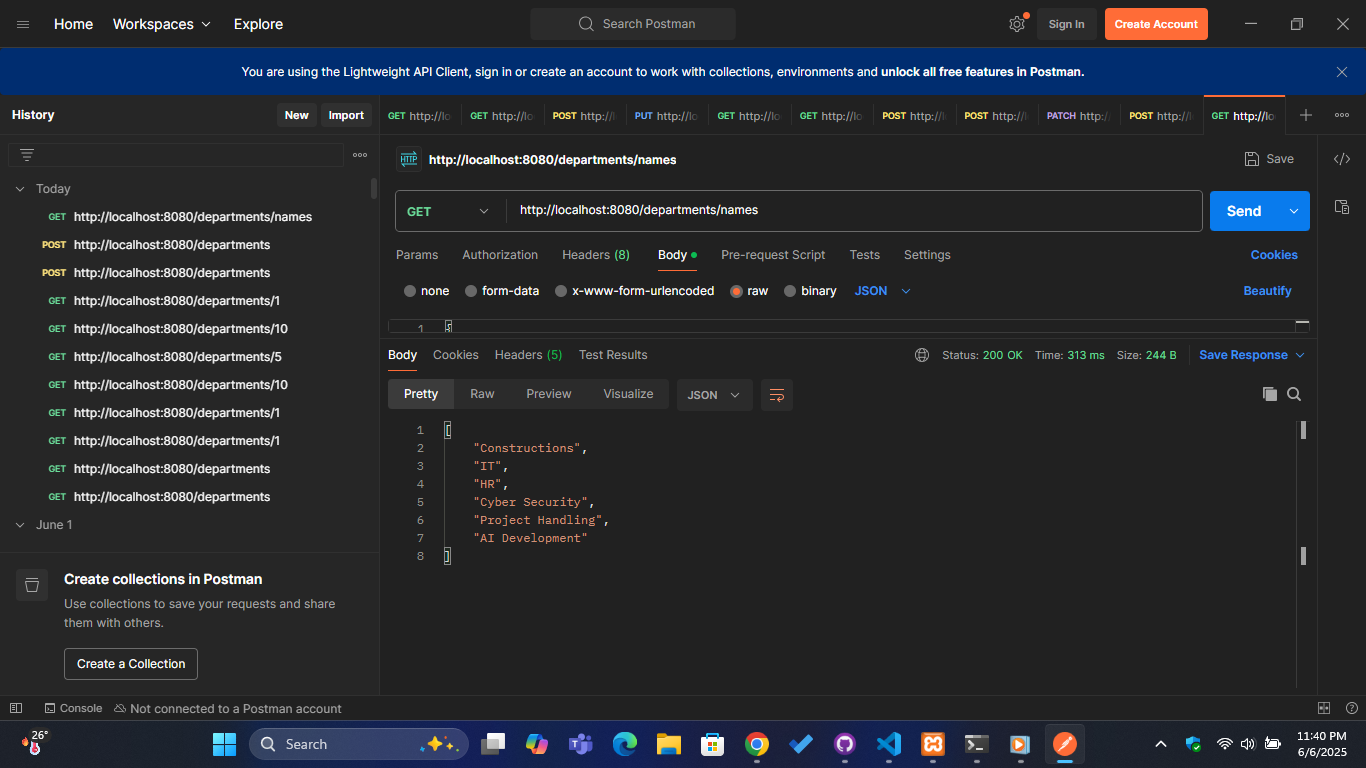 Home Workspaces Explore Search Postman Sign In Create Account
You are using the Lightweight API Client, sign in or create an account to work with collections, environments and unlock all free features in Postman.
History New Import
GET http://lo GET http://lo POST http:/ PUT http://lo GET http://lo GET http://lo POST http:/ POST http:/ PATCH http: POST http:/ GET http://lo
http://localhost:8080/departments/names Save
GET http://localhost:8080/departments/names Send
Params Authorization Headers (8) Body Pre-request Script Tests Settings Cookies
none form-data x-www-form-urlencoded raw binary JSON Beautify
1 {
Today
GET http://localhost:8080/departments/names
POST http://localhost:8080/departments
POST http://localhost:8080/departments
GET http://localhost:8080/departments/1
GET http://localhost:8080/departments/10
GET http://localhost:8080/departments/5
GET http://localhost:8080/departments/10
GET http://localhost:8080/departments/1
GET http://localhost:8080/departments/1
GET http://localhost:8080/departments
GET http://localhost:8080/departments
June 1
Create collections in Postman
Use collections to save your requests and share
them with others.
Create a Collection
Body Cookies Headers (5) Test Results Status: 200 OK Time: 313 ms Size: 244 B Save Response
Pretty Raw Preview Visualize JSON
1 [
2 "Constructions",
3 "IT",
4 "HR",
5 "Cyber Security",
6 "Project Handling",
7 "AI Development"
8 ]
Console Not connected to a Postman account
26° Search 11:40 PM
6/6/2025